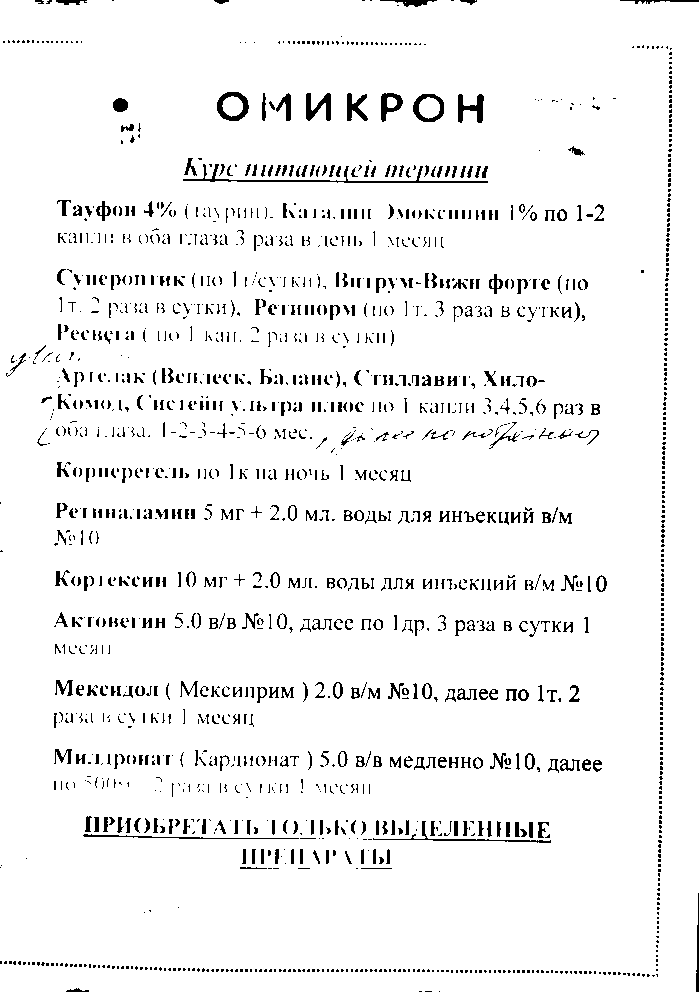 ОМИКРОН
Курс питающей терапии
Тауфон 4% (таурин), Каталин Эмоксипин 1% по 1-2
капли в оба глаза 3 раза в день 1 месяц
Супероптик (по 1т/сутки), Витрум-Вижн форте (по
1т. 2 раза в сутки), Ретинорм (по 1т. 3 раза в сутки),
Ресвега ( по 1 кап. 2 раза в сутки)
Артелак (Всплеск, Баланс), Стиллавит, Хило-
Комод, Систейн ультра плюс по 1 капли 3,4,5,6 раз в
оба глаза. 1-2-3-4-5-6 мес. , далее по
Корнерегель по 1к на ночь 1 месяц
Ретиналамин 5 мг + 2.0 мл. воды для инъекций в/м
№10
Кортексин 10 мг + 2.0 мл. воды для инъекций в/м №10
Актовегин 5.0 в/в №10, далее по 1др. 3 раза в сутки 1
месяц
Мексидол ( Мексиприм ) 2.0 в/м №10, далее по 1т. 2
раза в сутки 1 месяц
Милдронат ( Кардионат ) 5.0 в/в медленно №10, далее
по 500мг 2 раза в сутки 1 месяц
ПРИОБРЕТАТЬ ТОЛЬКО ВЫДЕЛЕННЫЕ
ПРЕПАРАТЫ